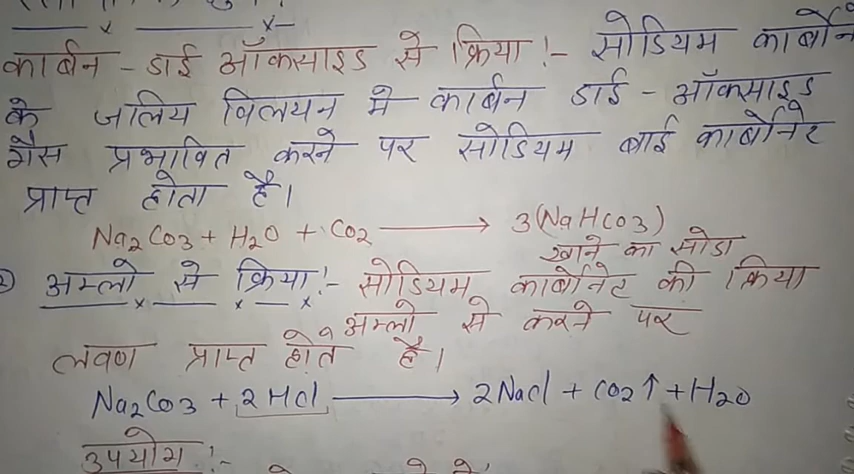 कार्बन - डाई ऑक्साइड से क्रिया :- सोडियम कार्बोने
के जलिय विलयन मे कार्बन डाई - ऑक्साइड
गैस प्रभावित करने पर सोडियम बाई कार्बोनेट
प्राप्त होता है।
Na2CO3 + H2O + CO2 ⟶ 3(NaHCO3)
खाने का सोडा
② अम्लो से क्रिया :- सोडियम कार्बोनेट की क्रिया
अम्लो से करने पर
लवण प्राप्त होते है।
Na2CO3 + 2HCl ⟶ 2NaCl + CO2↑ + H2O
उपयोग :-